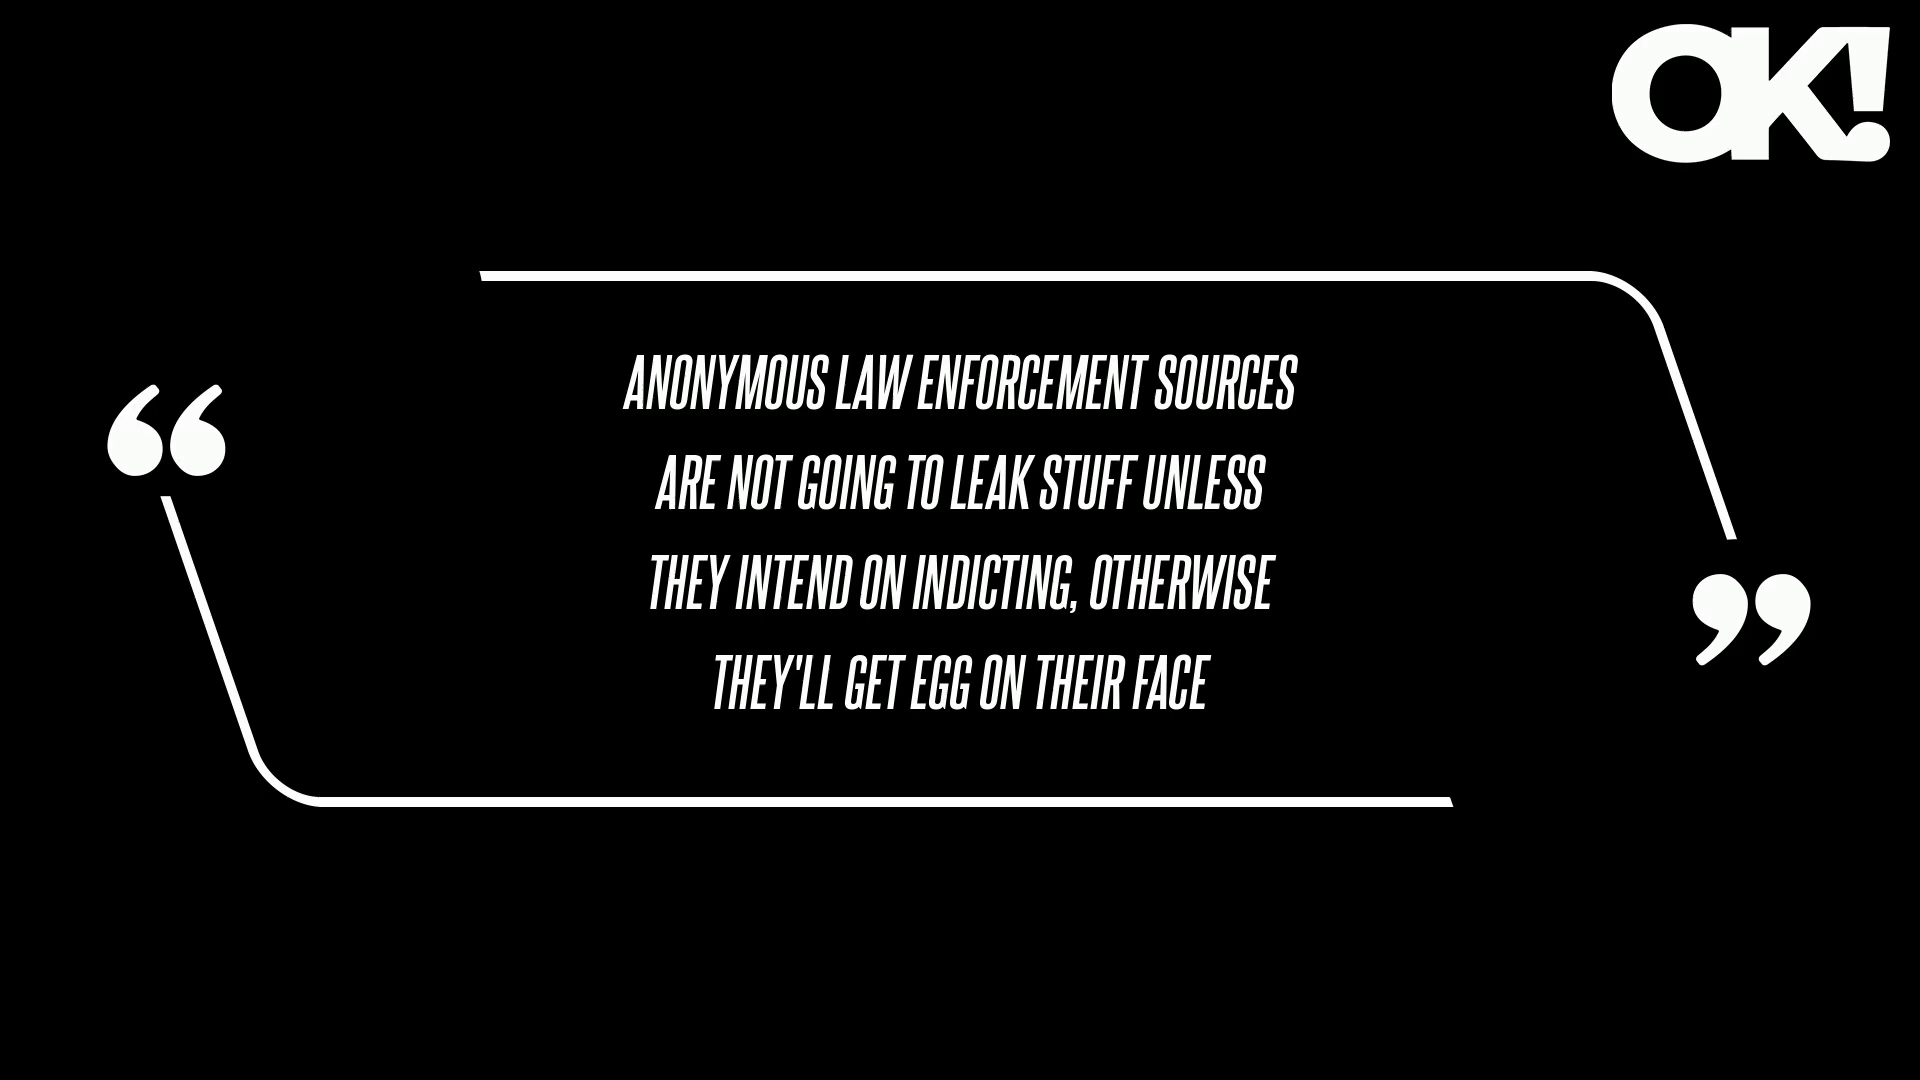 OK!
“
ANONYMOUS LAW ENFORCEMENT SOURCES
ARE NOT GOING TO LEAK STUFF UNLESS
THEY INTEND ON INDICTING, OTHERWISE
THEY'LL GET EGG ON THEIR FACE
”